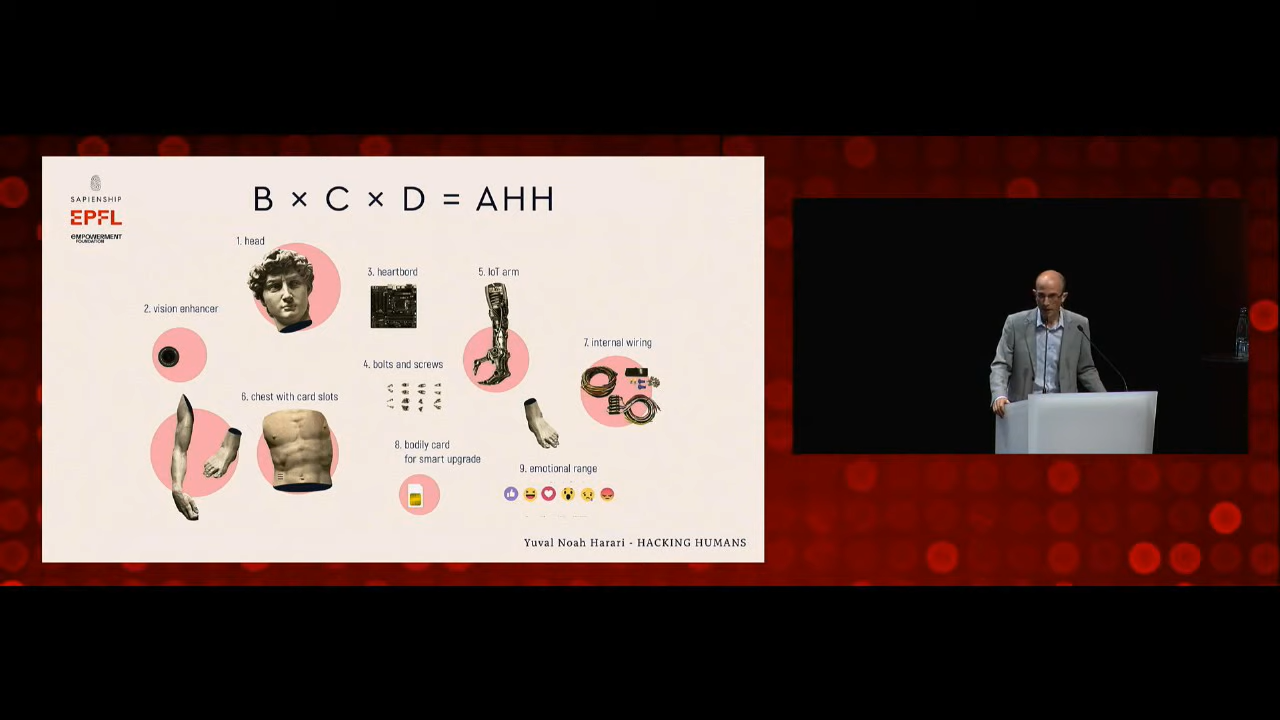 SAPIENSHIP
EPFL
EMPOWERMENT
FOUNDATION
B × C × D = AHH
1. head
2. vision enhancer
3. heartbord
4. bolts and screws
5. IoT arm
6. chest with card slots
7. internal wiring
8. bodily card
for smart upgrade
9. emotional range
Yuval Noah Harari - HACKING HUMANS